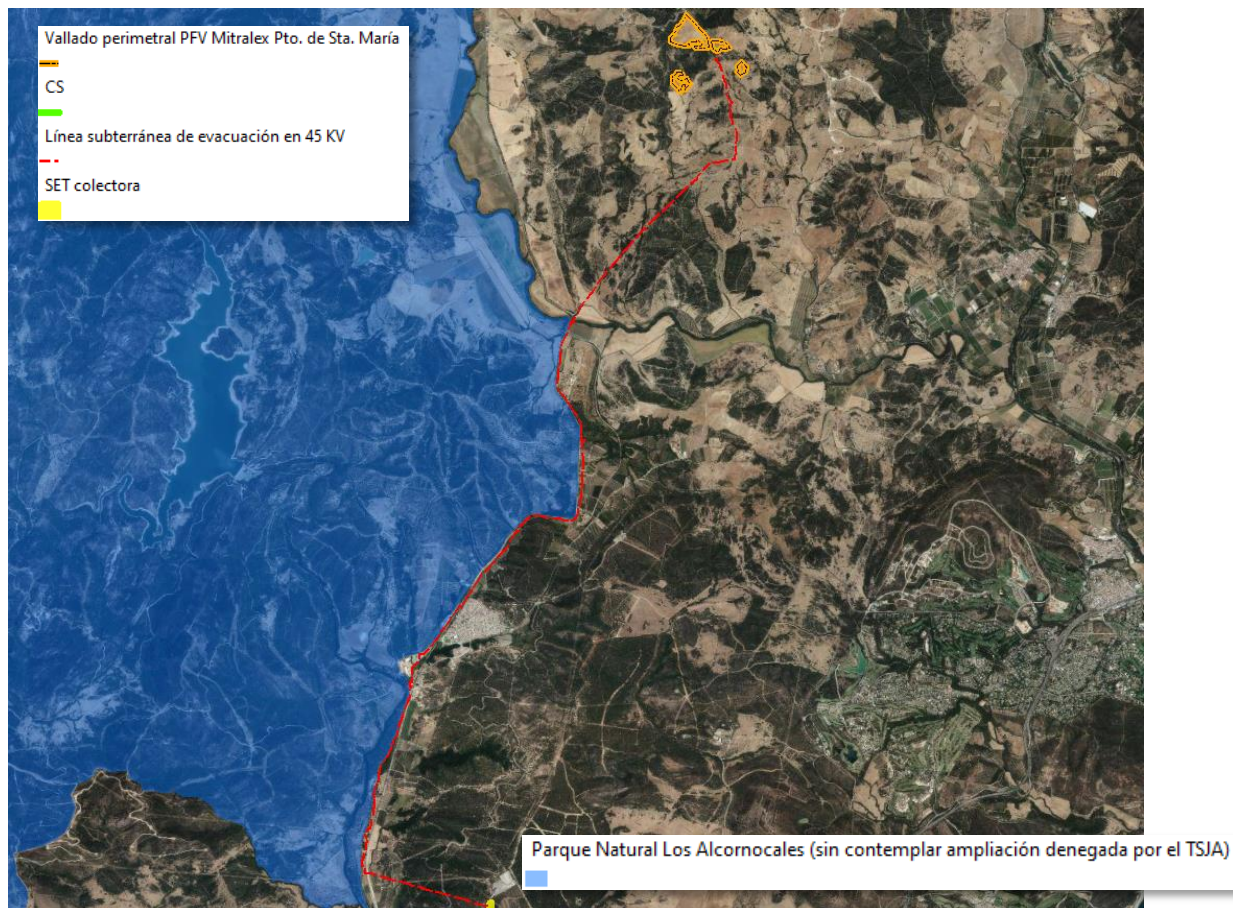 Vallado perimetral PFV Mitralex Pto. de Sta. María
CS
Línea subterránea de evacuación en 45 KV
SET colectora
Parque Natural Los Alcornocales (sin contemplar ampliación denegada por el TSJA)